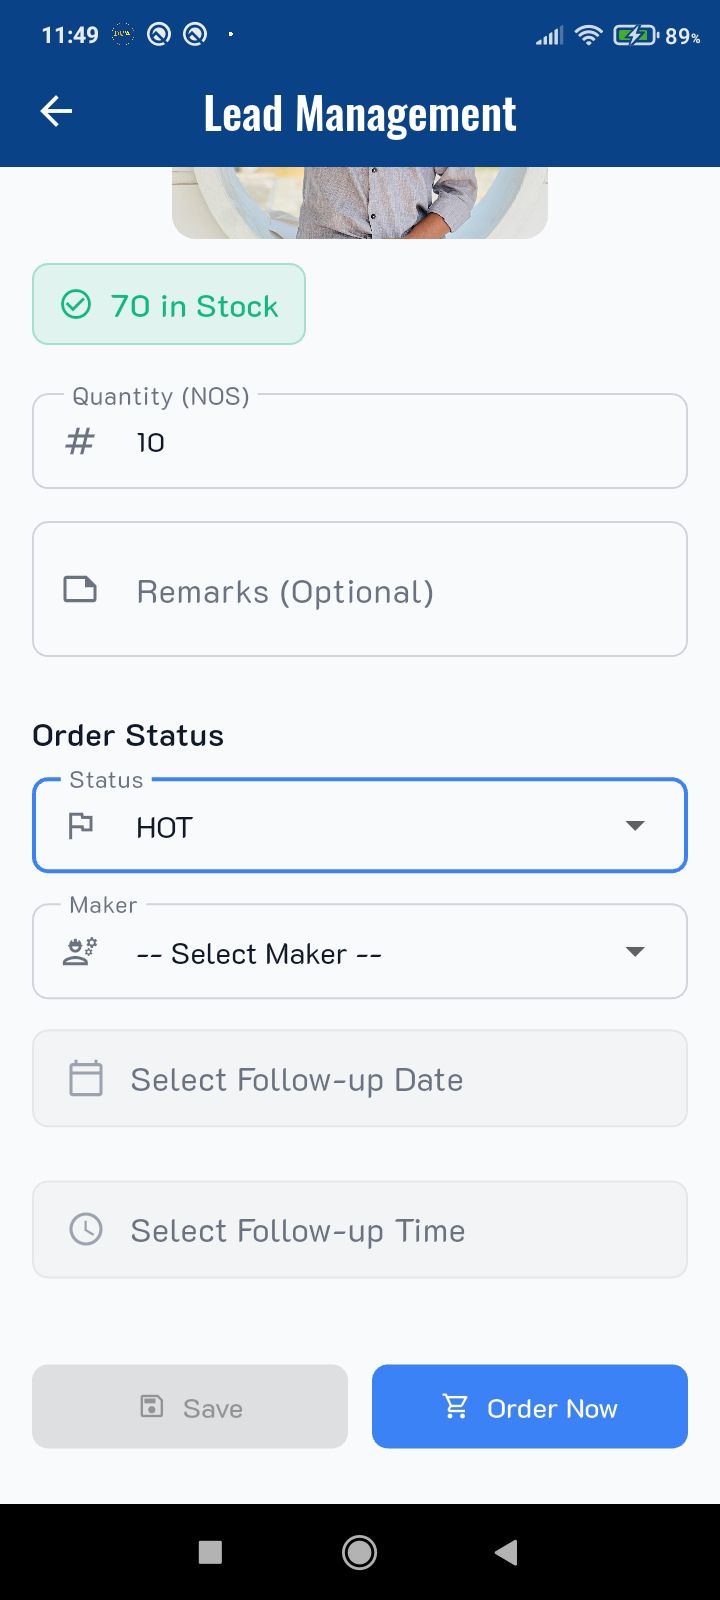 11:49
89%
Lead Management
70 in Stock
Quantity (NOS)
# 10
Remarks (Optional)
Order Status
Status
HOT
Maker
-- Select Maker --
Select Follow-up Date
Select Follow-up Time
Save
Order Now